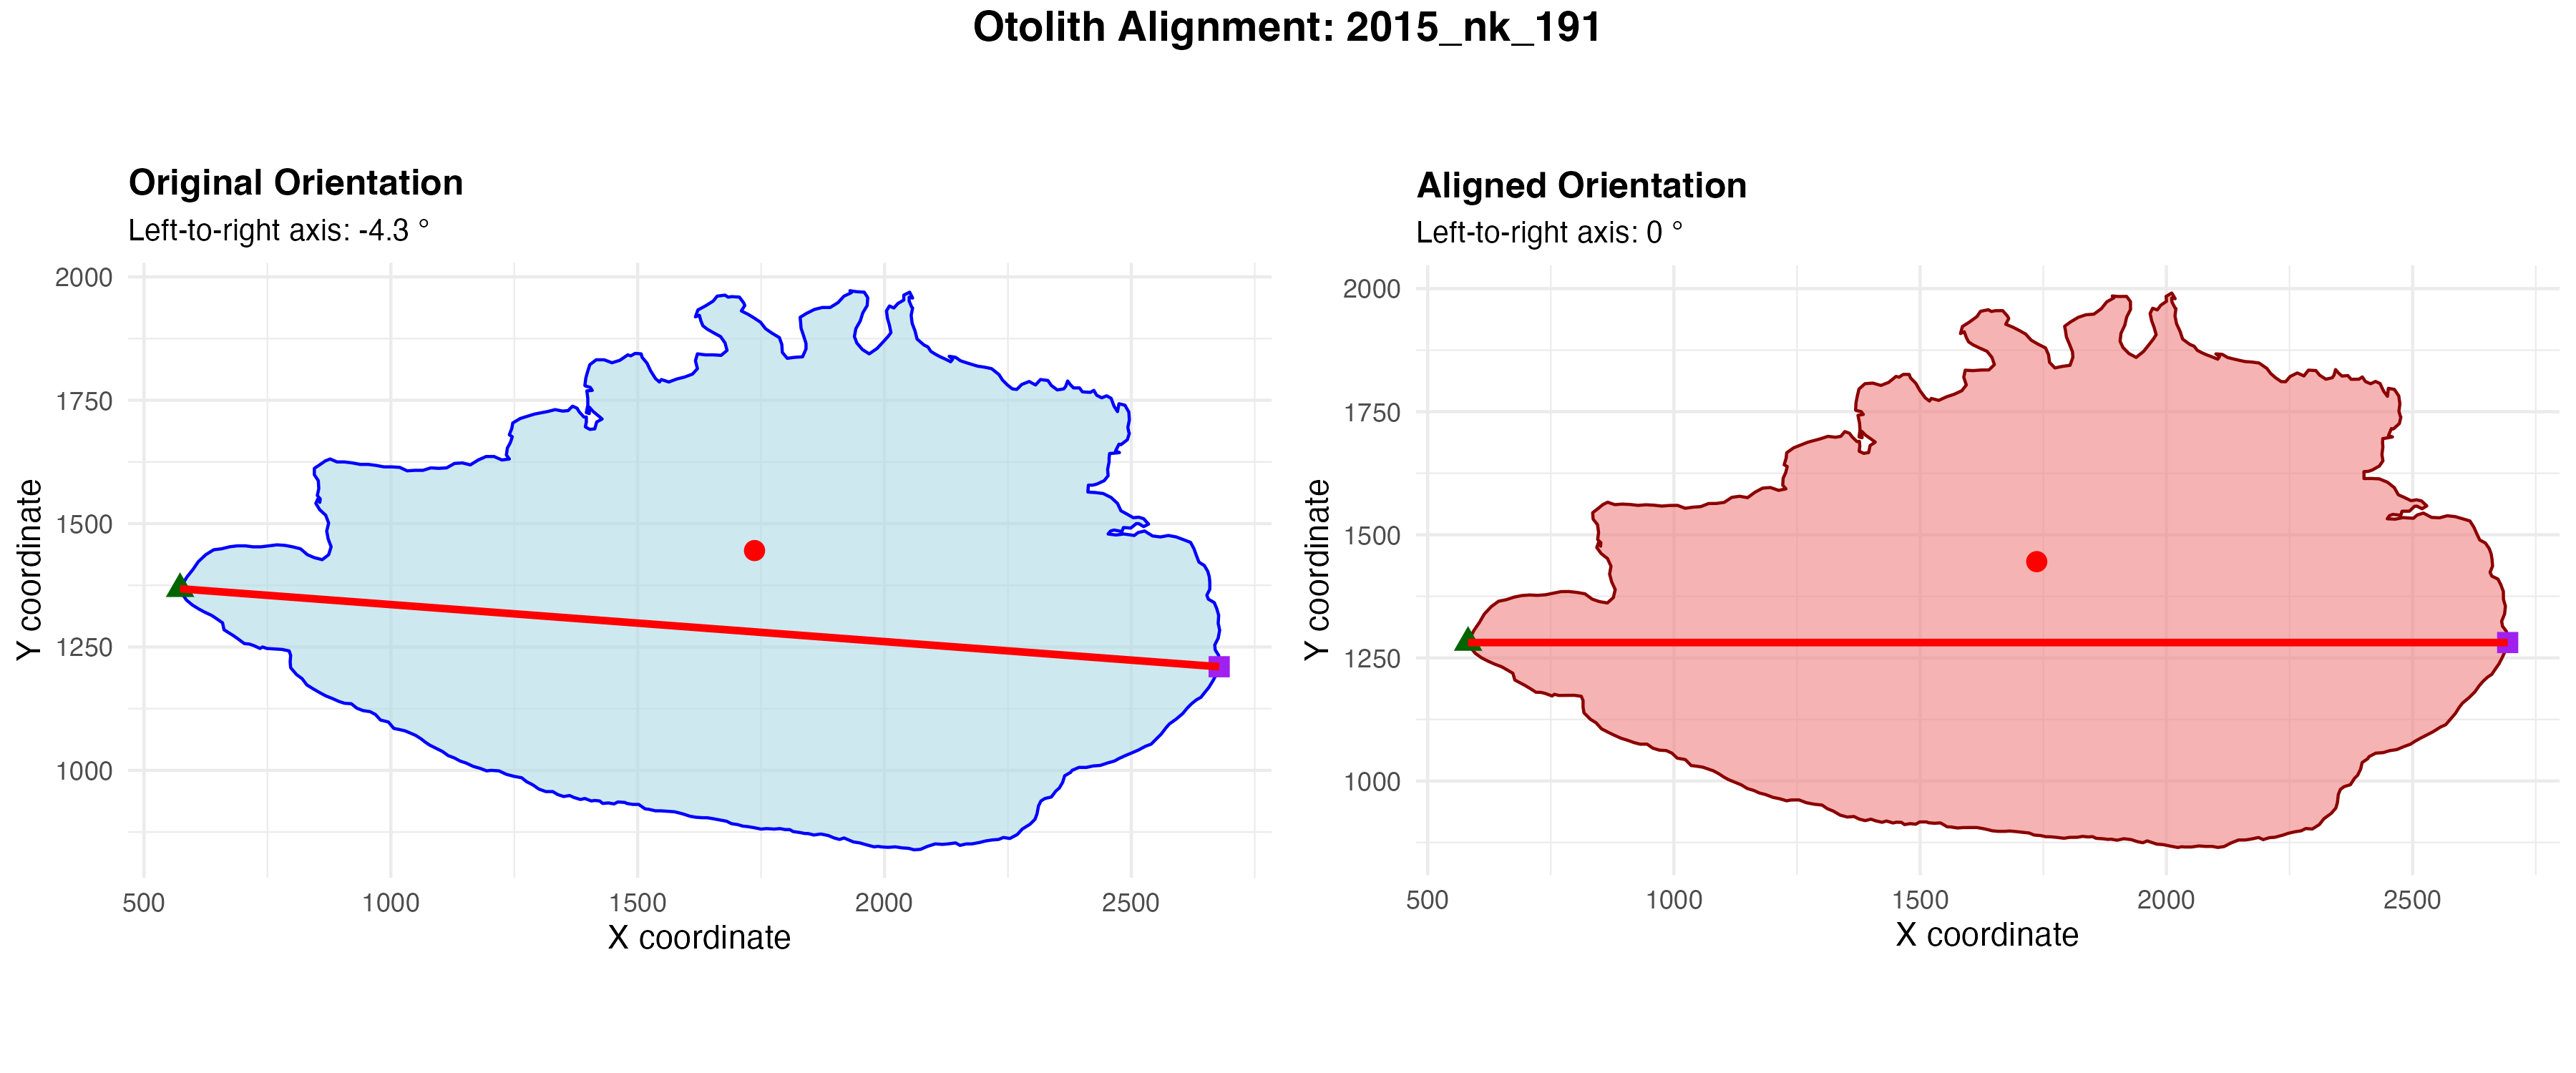 Otolith Alignment: 2015_nk_191
Original Orientation
Left-to-right axis: -4.3 °
2000
1750
1500
1250
1000
Y coordinate
500 1000 1500 2000 2500
X coordinate
Aligned Orientation
Left-to-right axis: 0 °
2000
1750
1500
1250
1000
Y coordinate
500 1000 1500 2000 2500
X coordinate